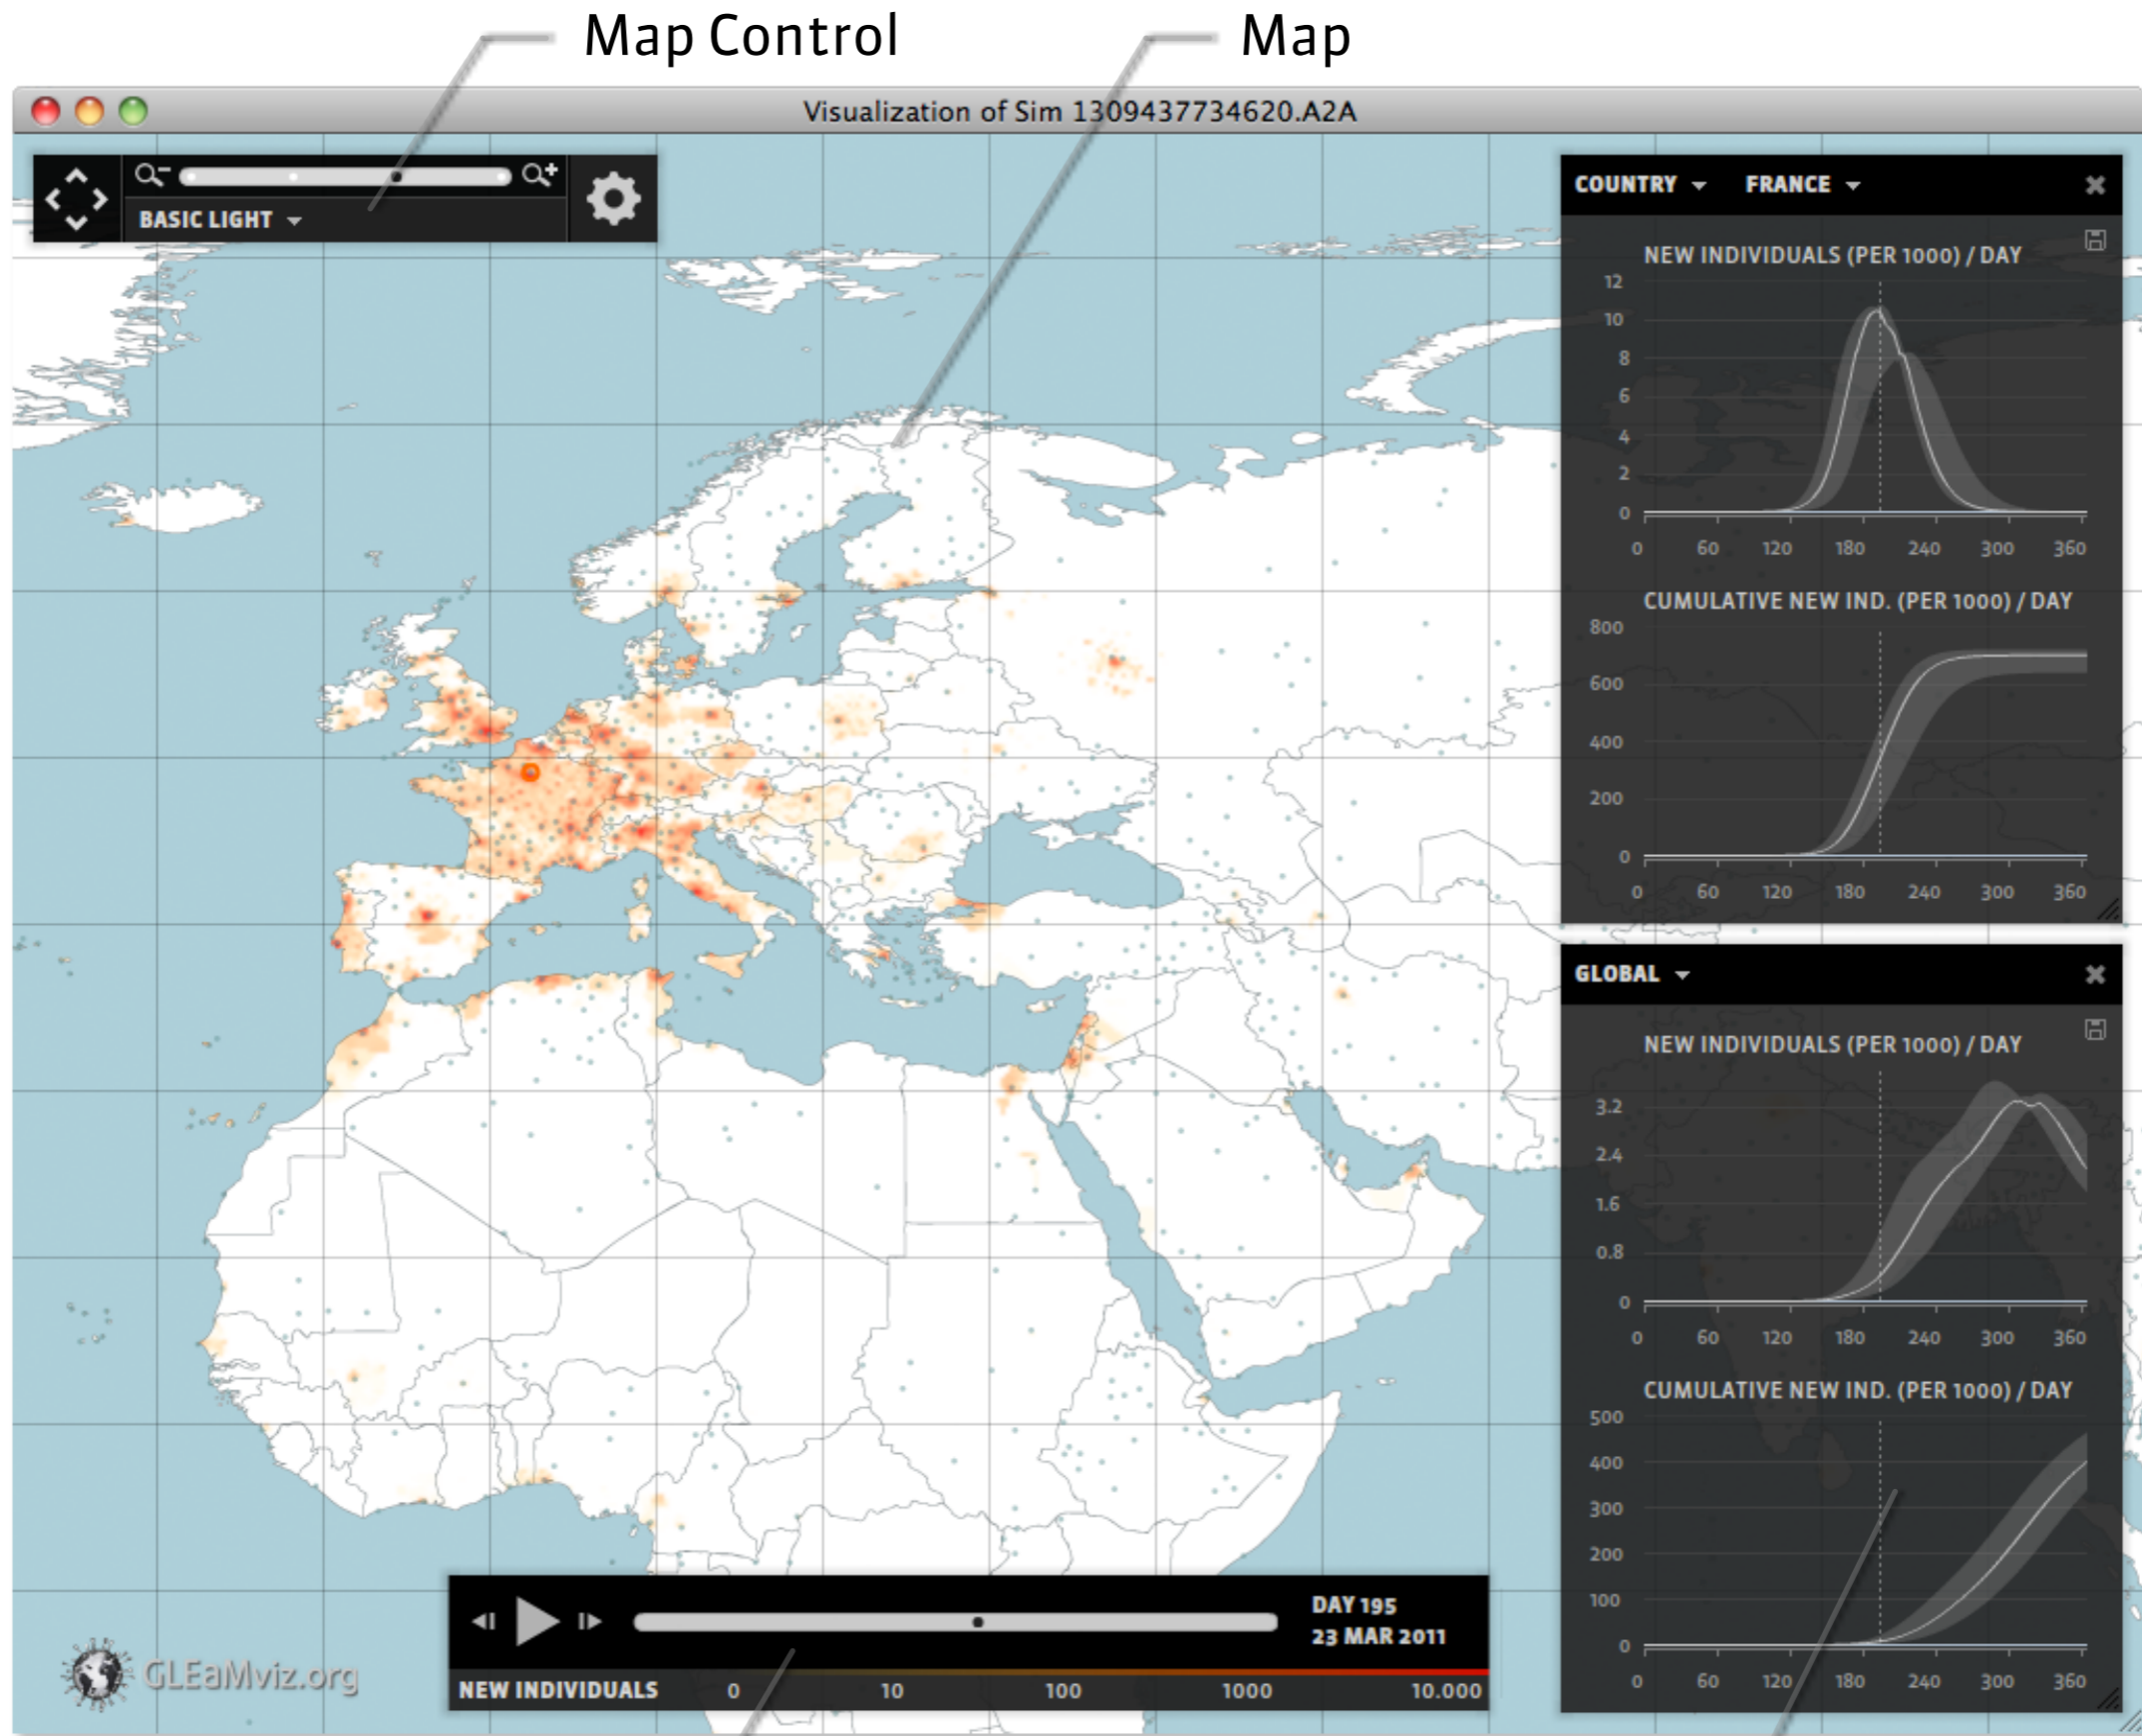 Map Control
Map
Visualization of Sim 1309437734620.A2A
BASIC LIGHT
COUNTRY FRANCE
NEW INDIVIDUALS (PER 1000) / DAY
12
10
8
6
4
2
0
0 60 120 180 240 300 360
CUMULATIVE NEW IND. (PER 1000) / DAY
800
600
400
200
0
0 60 120 180 240 300 360
GLOBAL
NEW INDIVIDUALS (PER 1000) / DAY
3.2
2.4
1.6
0.8
0
0 60 120 180 240 300 360
CUMULATIVE NEW IND. (PER 1000) / DAY
500
400
300
200
100
0
0 60 120 180 240 300 360
DAY 195
23 MAR 2011
NEW INDIVIDUALS 0 10 100 1000 10.000
GLEaMviz.org